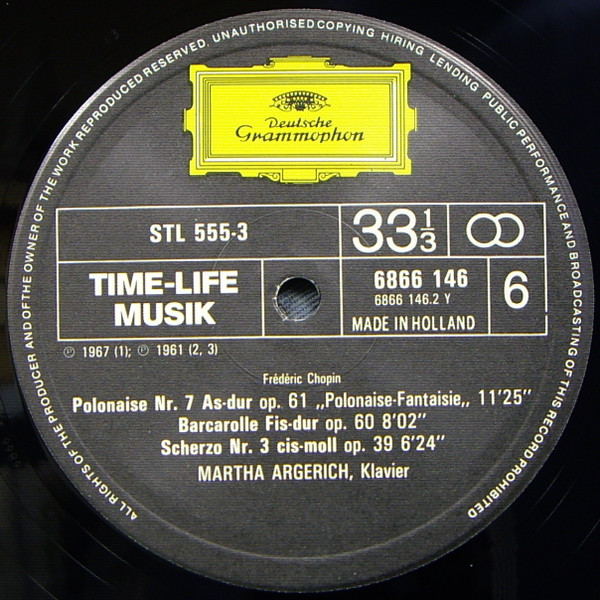 ALL RIGHTS OF THE PRODUCER AND OF THE OWNER OF THE WORK REPRODUCED RESERVED. UNAUTHORISED COPYING HIRING LENDING PUBLIC PERFORMANCE AND BROADCASTING OF THIS RECORD PROHIBITED
Deutsche
Grammophon
STL 555-3
33 1/3
TIME-LIFE
MUSIK
6866 146
6866 146.2 Y
MADE IN HOLLAND
6
℗ 1967 (1); ℗ 1961 (2, 3)
Frédéric Chopin
Polonaise Nr. 7 As-dur op. 61 „Polonaise-Fantaisie„ 11'25"
Barcarolle Fis-dur op. 60 8'02"
Scherzo Nr. 3 cis-moll op. 39 6'24"
MARTHA ARGERICH, Klavier